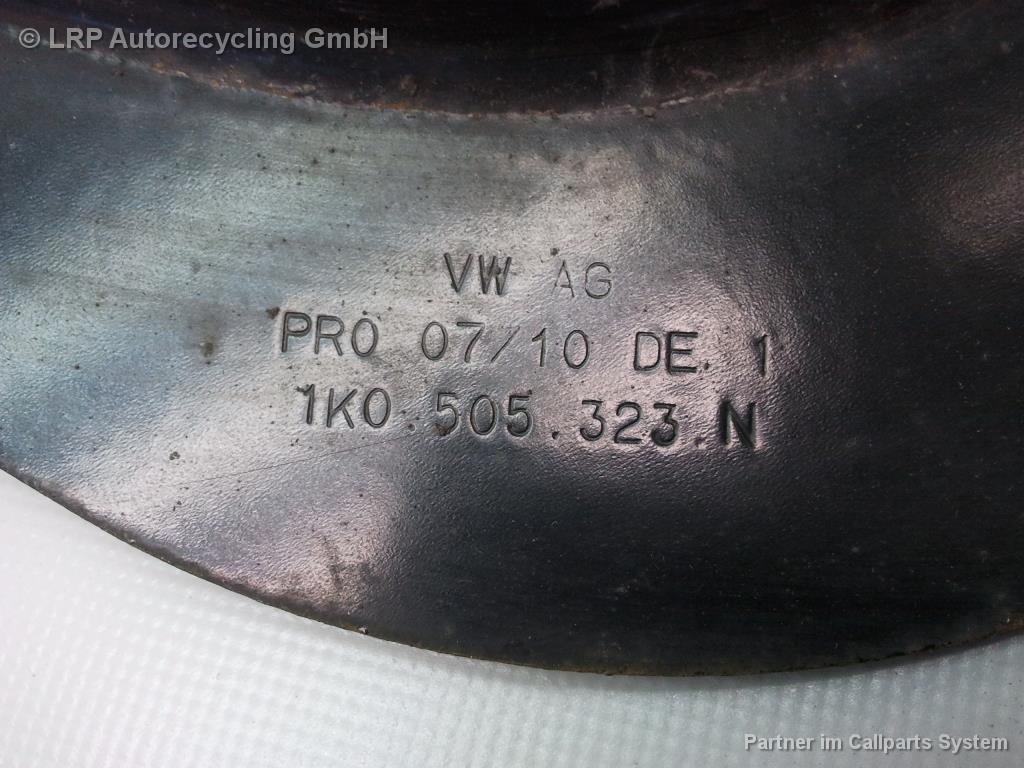 © LRP Autorecycling GmbH
VW AG
PRO 07/10 DE. 1
1K0.505.323.N
Partner im Callparts System